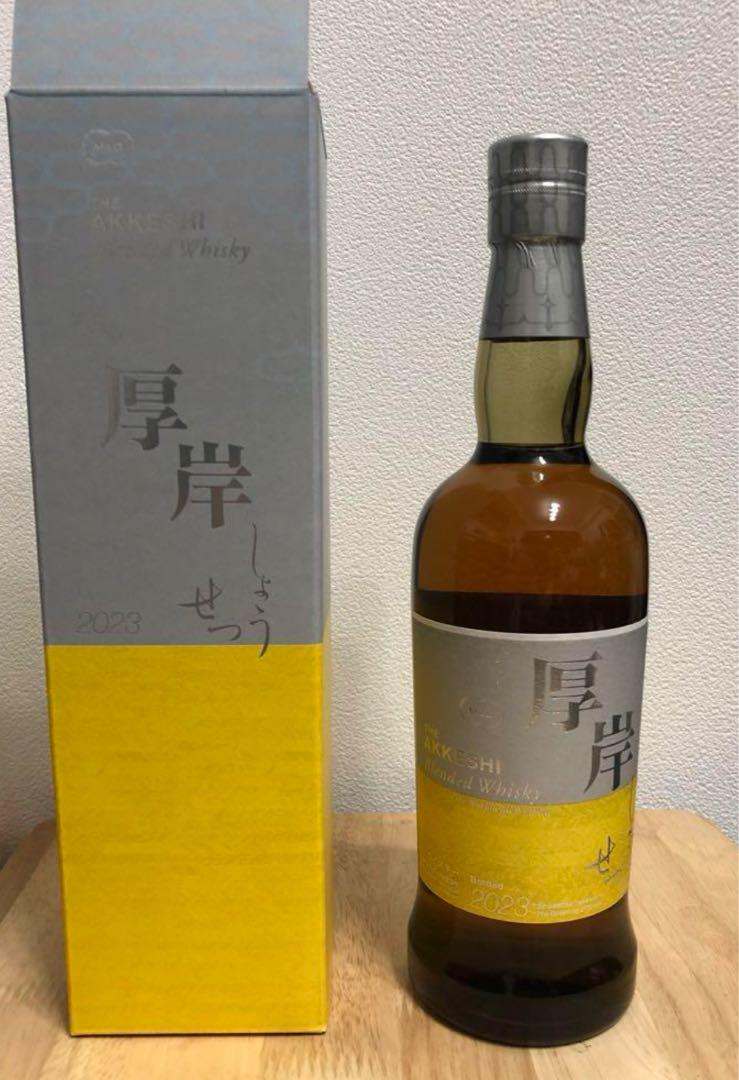 THE
AKKESHI
Blended Whisky
厚岸
しょう
せつ
2023
厚岸
THE
AKKESHI
Blended Whisky
せ
Bottled
2023